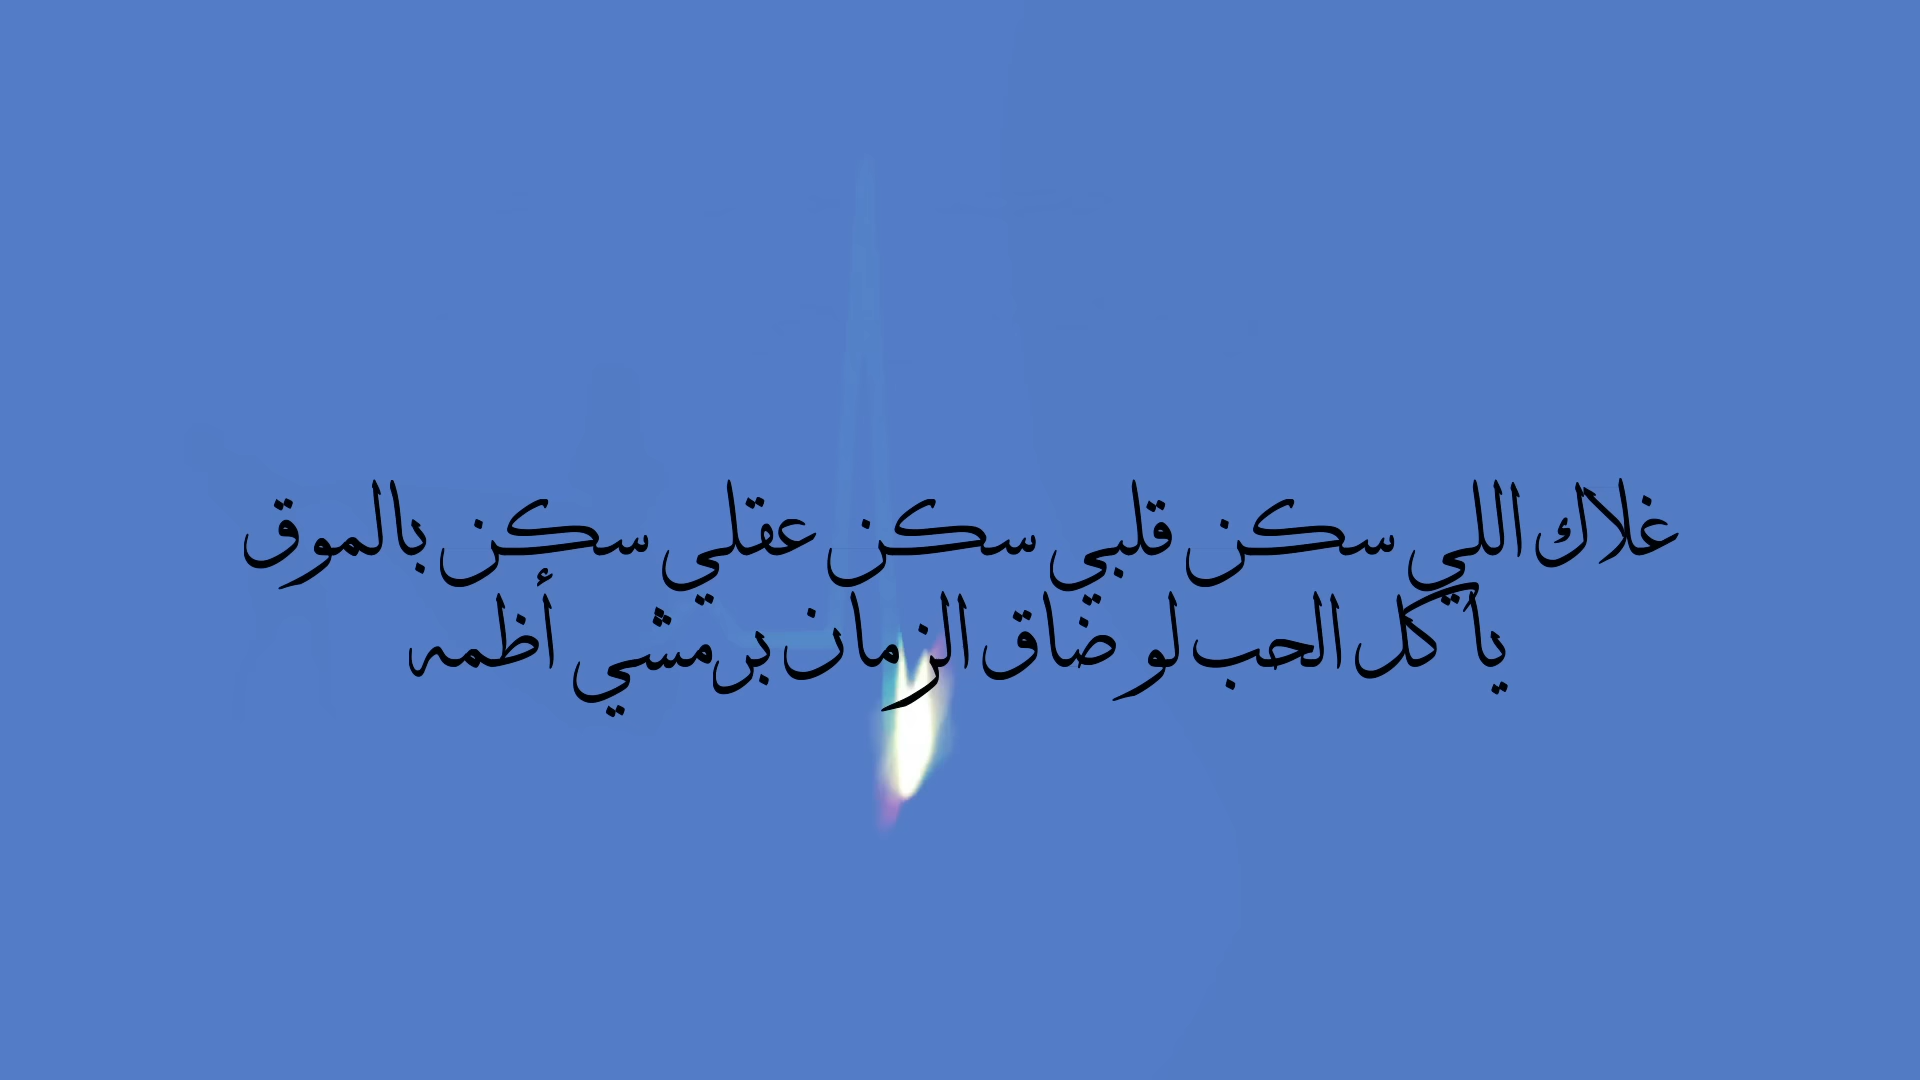 غلاك اللي سكن قلبي سكن عقلي سكن بالموق
يا كل الحب لو ضاق الزمان برمشي أظمه